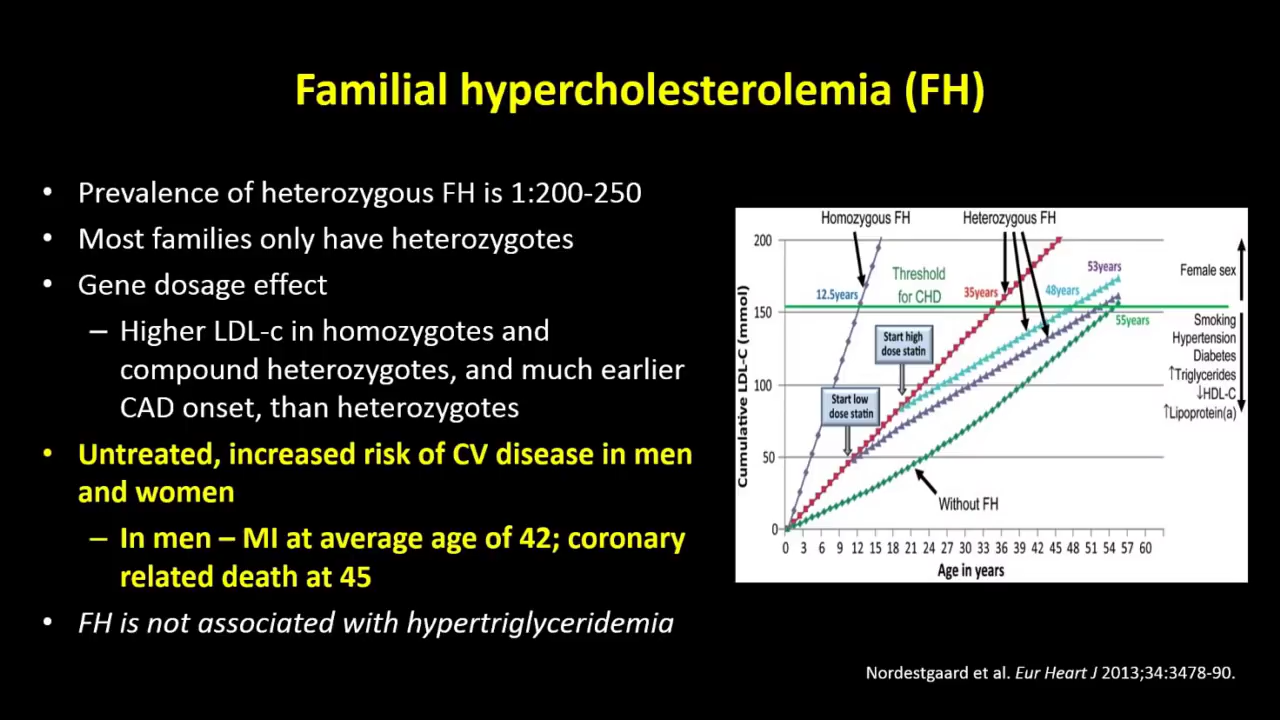 Familial hypercholesterolemia (FH)
• Prevalence of heterozygous FH is 1:200-250
• Most families only have heterozygotes
• Gene dosage effect
– Higher LDL-c in homozygotes and
compound heterozygotes, and much earlier
CAD onset, than heterozygotes
• Untreated, increased risk of CV disease in men
and women
– In men – MI at average age of 42; coronary
related death at 45
• FH is not associated with hypertriglyceridemia
Homozygous FH
Heterozygous FH
200
150
100
50
0
Cumulative LDL-C (mmol)
12.5years
Threshold
for CHD
35years
48years
53years
55years
Start high
dose statin
Start low
dose statin
Without FH
Female sex
Smoking
Hypertension
Diabetes
↑Triglycerides
↓HDL-C
↑Lipoprotein(a)
0 3 6 9 12 15 18 21 24 27 30 33 36 39 42 45 48 51 54 57 60
Age in years
Nordestgaard et al. Eur Heart J 2013;34:3478-90.